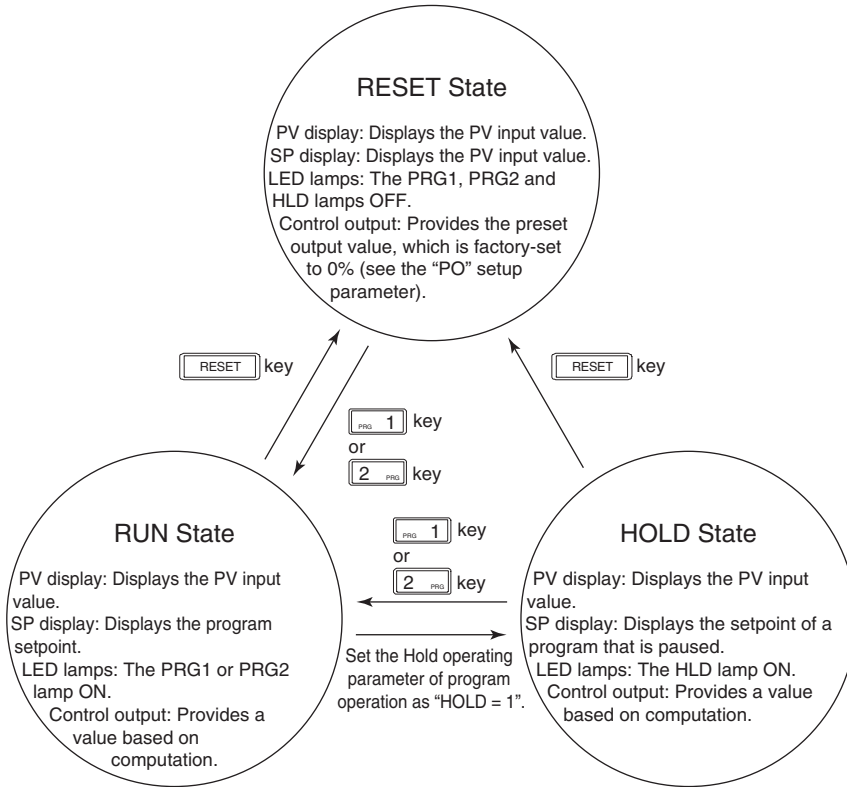 RESET State
PV display: Displays the PV input value.
SP display: Displays the PV input value.
LED lamps: The PRG1, PRG2 and
HLD lamps OFF.
Control output: Provides the preset
output value, which is factory-set
to 0% (see the “PO” setup
parameter).
RESET key
RESET key
PRG 1 key
or
2 PRG key
RUN State
PV display: Displays the PV input
value.
SP display: Displays the program
setpoint.
LED lamps: The PRG1 or PRG2
lamp ON.
Control output: Provides a
value based on
computation.
PRG 1 key
or
2 PRG key
Set the Hold operating
parameter of program
operation as “HOLD = 1”.
HOLD State
PV display: Displays the PV input
value.
SP display: Displays the setpoint of a
program that is paused.
LED lamps: The HLD lamp ON.
Control output: Provides a value
based on computation.